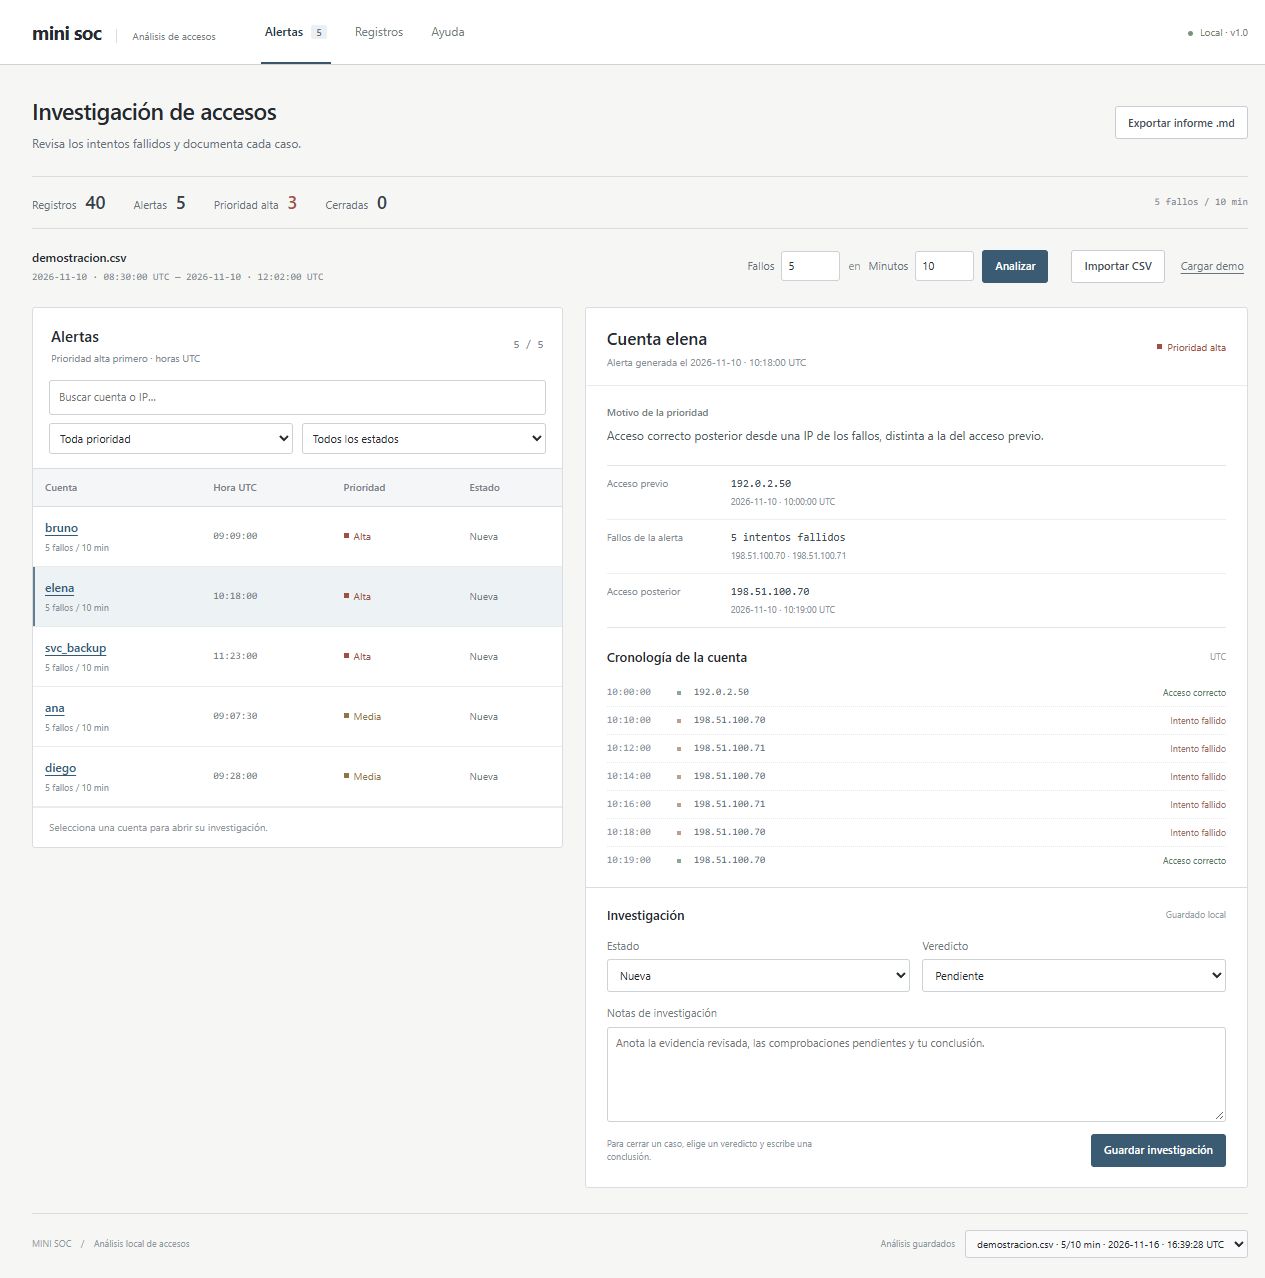 mini soc
Análisis de accesos
Alertas 5
Registros
Ayuda
Local · v1.0
Investigación de accesos
Revisa los intentos fallidos y documenta cada caso.
Exportar informe .md
Registros 40
Alertas 5
Prioridad alta 3
Cerradas 0
5 fallos / 10 min
demostracion.csv
2026-11-10 · 08:30:00 UTC — 2026-11-10 · 12:02:00 UTC
Fallos 5 en Minutos 10
Analizar
Importar CSV
Cargar demo
Alertas
Prioridad alta primero · horas UTC
5 / 5
Buscar cuenta o IP...
Toda prioridad
Todos los estados
Cuenta Hora UTC Prioridad Estado
bruno 09:09:00 Alta Nueva
5 fallos / 10 min
elena 10:18:00 Alta Nueva
5 fallos / 10 min
svc_backup 11:23:00 Alta Nueva
5 fallos / 10 min
ana 09:07:30 Media Nueva
5 fallos / 10 min
diego 09:28:00 Media Nueva
5 fallos / 10 min
Selecciona una cuenta para abrir su investigación.
Cuenta elena
Alerta generada el 2026-11-10 · 10:18:00 UTC
Prioridad alta
Motivo de la prioridad
Acceso correcto posterior desde una IP de los fallos, distinta a la del acceso previo.
Acceso previo 192.0.2.50
2026-11-10 · 10:00:00 UTC
Fallos de la alerta 5 intentos fallidos
198.51.100.70 · 198.51.100.71
Acceso posterior 198.51.100.70
2026-11-10 · 10:19:00 UTC
Cronología de la cuenta UTC
10:00:00 192.0.2.50 Acceso correcto
10:10:00 198.51.100.70 Intento fallido
10:12:00 198.51.100.71 Intento fallido
10:14:00 198.51.100.70 Intento fallido
10:16:00 198.51.100.71 Intento fallido
10:18:00 198.51.100.70 Intento fallido
10:19:00 198.51.100.70 Acceso correcto
Investigación Guardado local
Estado
Nueva
Veredicto
Pendiente
Notas de investigación
Anota la evidencia revisada, las comprobaciones pendientes y tu conclusión.
Para cerrar un caso, elige un veredicto y escribe una
conclusión.
Guardar investigación
MINI SOC / Análisis local de accesos
Análisis guardados
demostracion.csv · 5/10 min · 2026-11-16 · 16:39:28 UTC